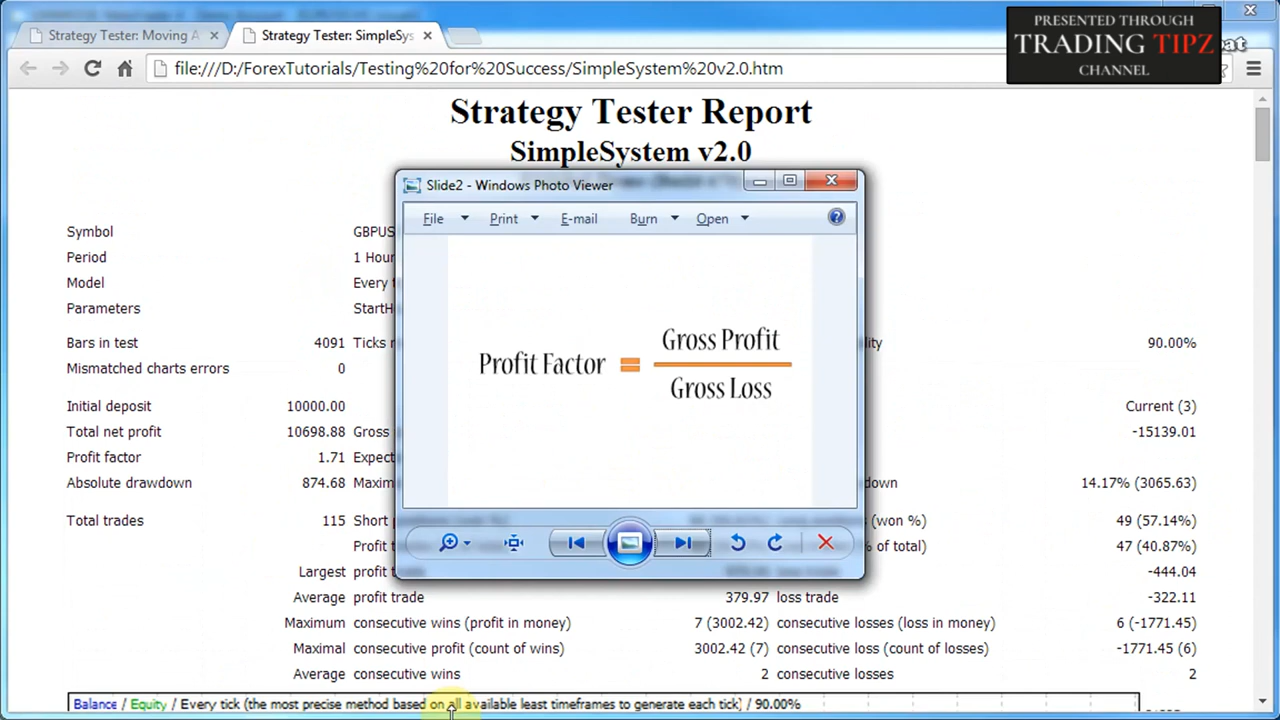 Strategy Tester: Moving A
Strategy Tester: SimpleSys
PRESENTED THROUGH
TRADING TIPZ
CHANNEL
file:///D:/ForexTutorials/Testing%20for%20Success/SimpleSystem%20v2.0.htm
Strategy Tester Report
SimpleSystem v2.0
Slide2 - Windows Photo Viewer
File Print E-mail Burn Open
Profit Factor = Gross Profit
Gross Loss
Symbol GBPUS
Period 1 Hour
Model Every
Parameters StartH
Bars in test 4091 Ticks 90.00%
Mismatched charts errors 0
Initial deposit 10000.00 Current (3)
Total net profit 10698.88 Gross -15139.01
Profit factor 1.71 Expec
Absolute drawdown 874.68 Maxim 14.17% (3065.63)
Total trades 115 Short (won %) 49 (57.14%)
Profit of total) 47 (40.87%)
Largest profit -444.04
Average profit trade 379.97 loss trade -322.11
Maximum consecutive wins (profit in money) 7 (3002.42) consecutive losses (loss in money) 6 (-1771.45)
Maximal consecutive profit (count of wins) 3002.42 (7) consecutive loss (count of losses) -1771.45 (6)
Average consecutive wins 2 consecutive losses 2
Balance / Equity / Every tick (the most precise method based on all available least timeframes to generate each tick) / 90.00%